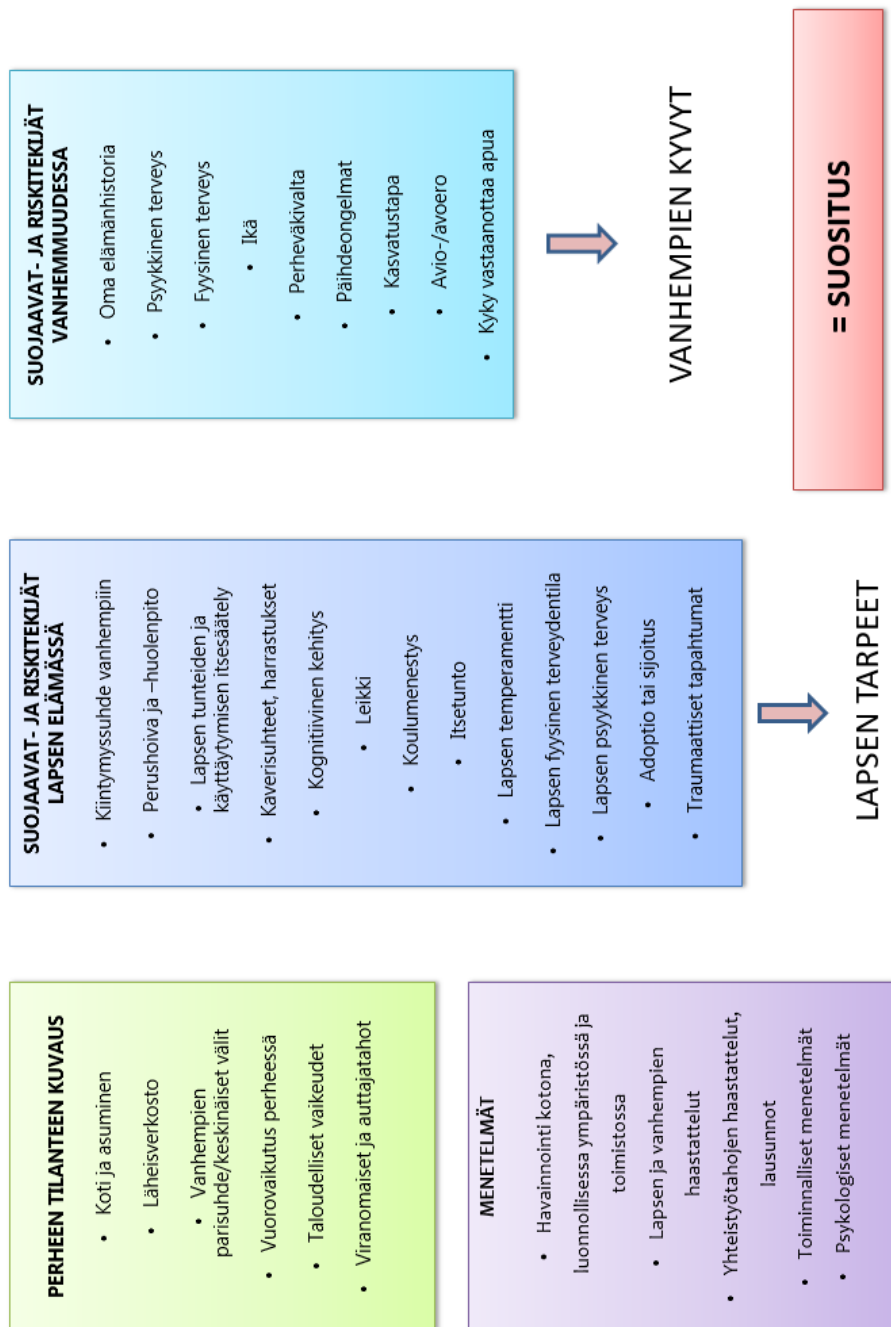 PERHEEN TILANTEEN KUVAUS
• Koti ja asuminen
• Läheisverkosto
• Vanhempien
parisuhde/keskinäiset välit
• Vuorovaikutus perheessä
• Taloudelliset vaikeudet
• Viranomaiset ja auttajatahot
MENETELMÄT
• Havainnointi kotona,
luonnollisessa ympäristössä ja
toimistossa
• Lapsen ja vanhempien
haastattelut
• Yhteistyötahojen haastattelut,
lausunnot
• Toiminnalliset menetelmät
• Psykologiset menetelmät
SUOJAAVAT- JA RISKITEKIJÄT
LAPSEN ELÄMÄSSÄ
• Kiintymyssuhde vanhempiin
• Perushoiva ja –huolenpito
• Lapsen tunteiden ja
käyttäytymisen itsesäätely
• Kaverisuhteet, harrastukset
• Kognitiivinen kehitys
• Leikki
• Koulumenestys
• Itsetunto
• Lapsen temperamentti
• Lapsen fyysinen terveydentila
• Lapsen psyykkinen terveys
• Adoptio tai sijoitus
• Traumaattiset tapahtumat
LAPSEN TARPEET
SUOJAAVAT- JA RISKITEKIJÄT
VANHEMMUUDESSA
• Oma elämänhistoria
• Psyykkinen terveys
• Fyysinen terveys
• Ikä
• Perheväkivalta
• Päihdeongelmat
• Kasvatustapa
• Avio-/avoero
• Kyky vastaanottaa apua
VANHEMPIEN KYVYT
= SUOSITUS